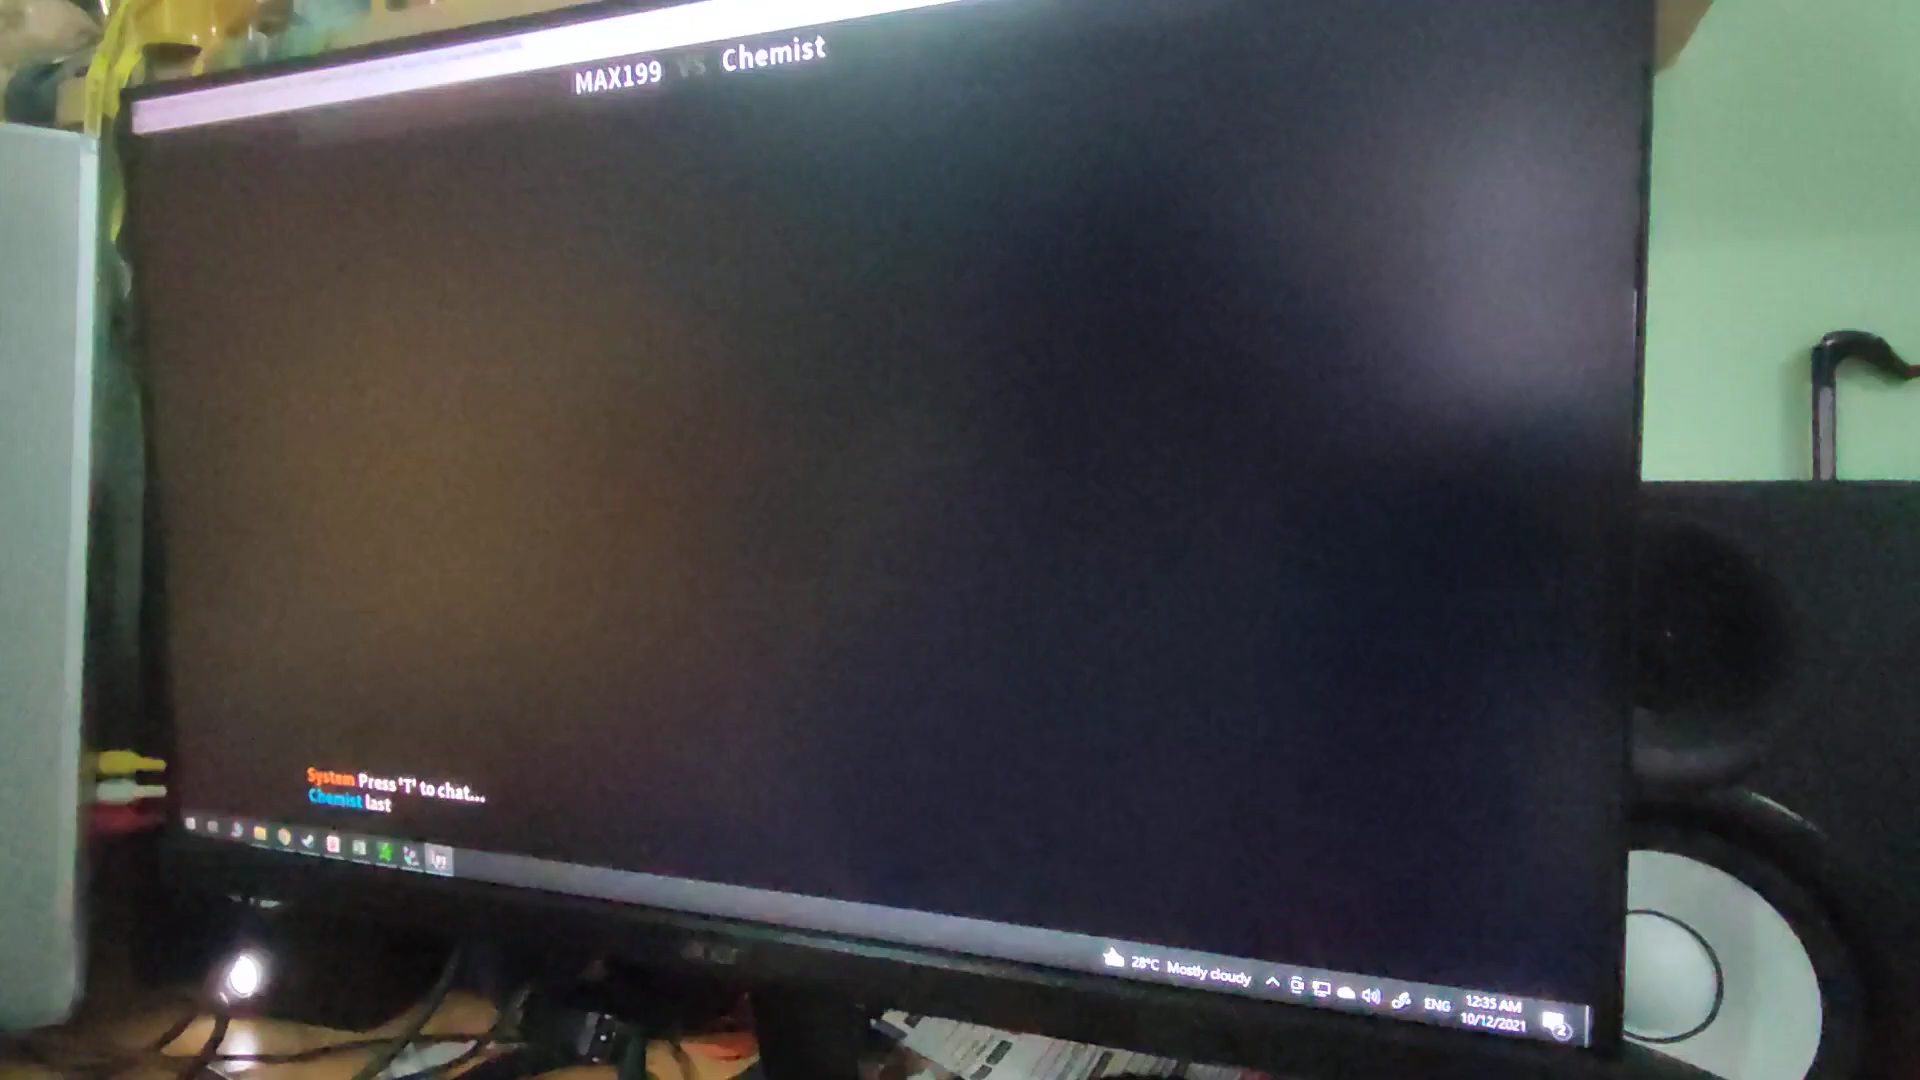 MAX199 VS Chemist
System Press 'T' to chat...
Chemist last
28°C Mostly cloudy
ENG
12:35 AM
10/12/2021
2